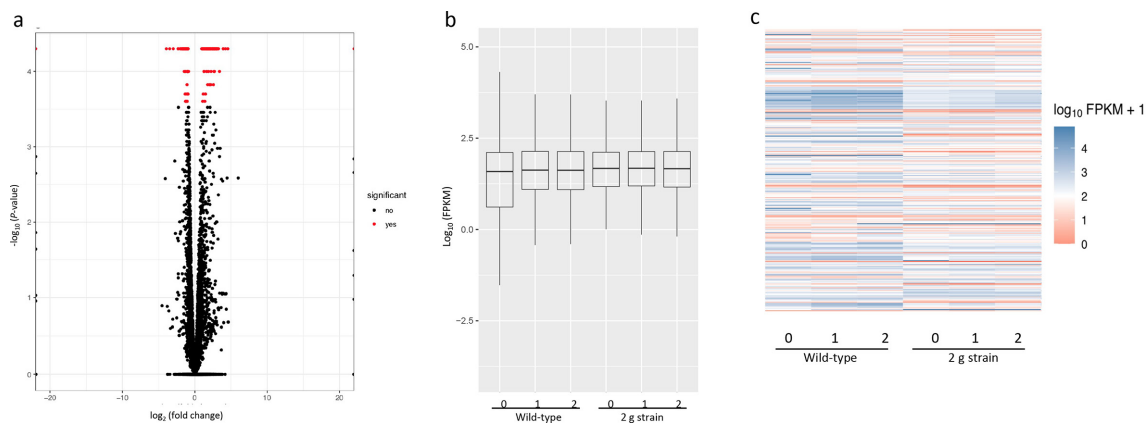 a
4
3
2
1
0
-log10 (P-value)
−20
−10
0
10
20
log2 (fold change)
significant
no
yes
b
5.0
2.5
0.0
−2.5
Log10 (FPKM)
0 1 2 0 1 2
Wild-type 2 g strain
c
log10 FPKM + 1
4
3
2
1
0
0 1 2 0 1 2
Wild-type 2 g strain